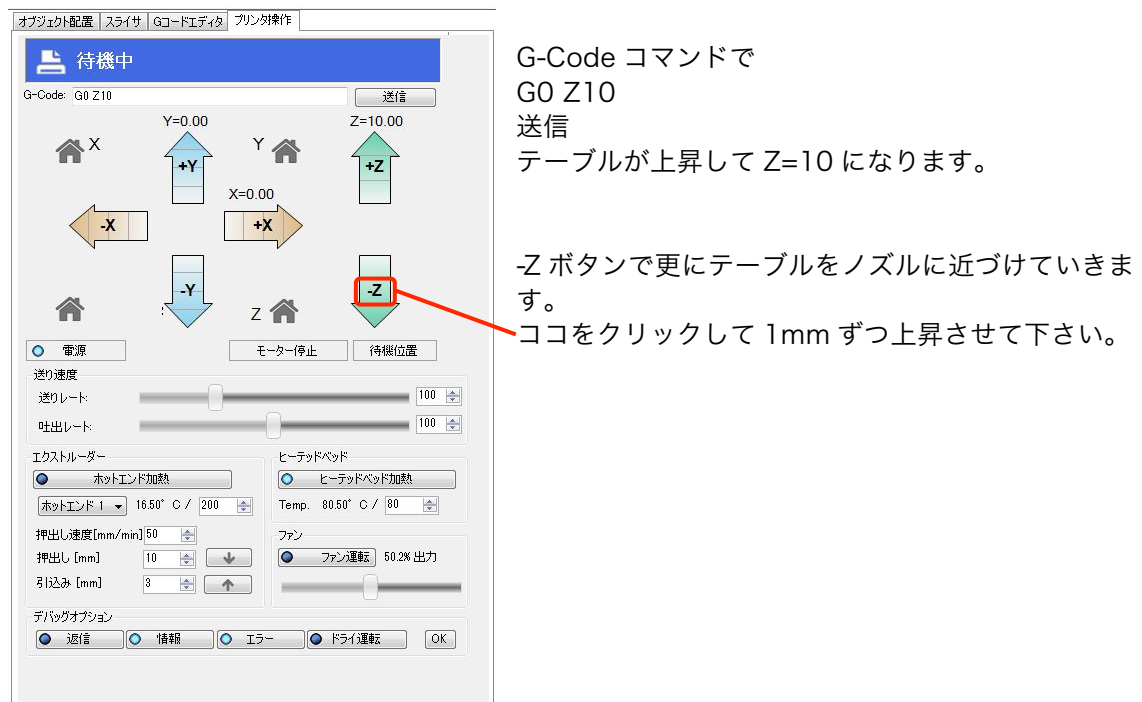 オブジェクト配置 スライサ Gコードエディタ プリンタ操作
待機中
G-Code: G0 Z10 送信
Y=0.00 Z=10.00
X Y
+Y +Z
X=0.00
-X +X
-Y -Z
Z
電源 モーター停止 待機位置
送り速度
送りレート: 100
吐出レート: 100
エクストルーダー ヒーテッドベッド
ホットエンド加熱 ヒーテッドベッド加熱
ホットエンド 1 16.50° C / 200 Temp. 80.50° C / 80
押出し速度[mm/min] 50 ファン
押出し [mm] 10 ファン運転 50.2% 出力
引込み [mm] 3
デバッグオプション
返信 情報 エラー ドライ運転 OK
G-Code コマンドで
G0 Z10
送信
テーブルが上昇して Z=10 になります。
-Z ボタンで更にテーブルをノズルに近づけていきま
す。
ココをクリックして 1mm ずつ上昇させて下さい。